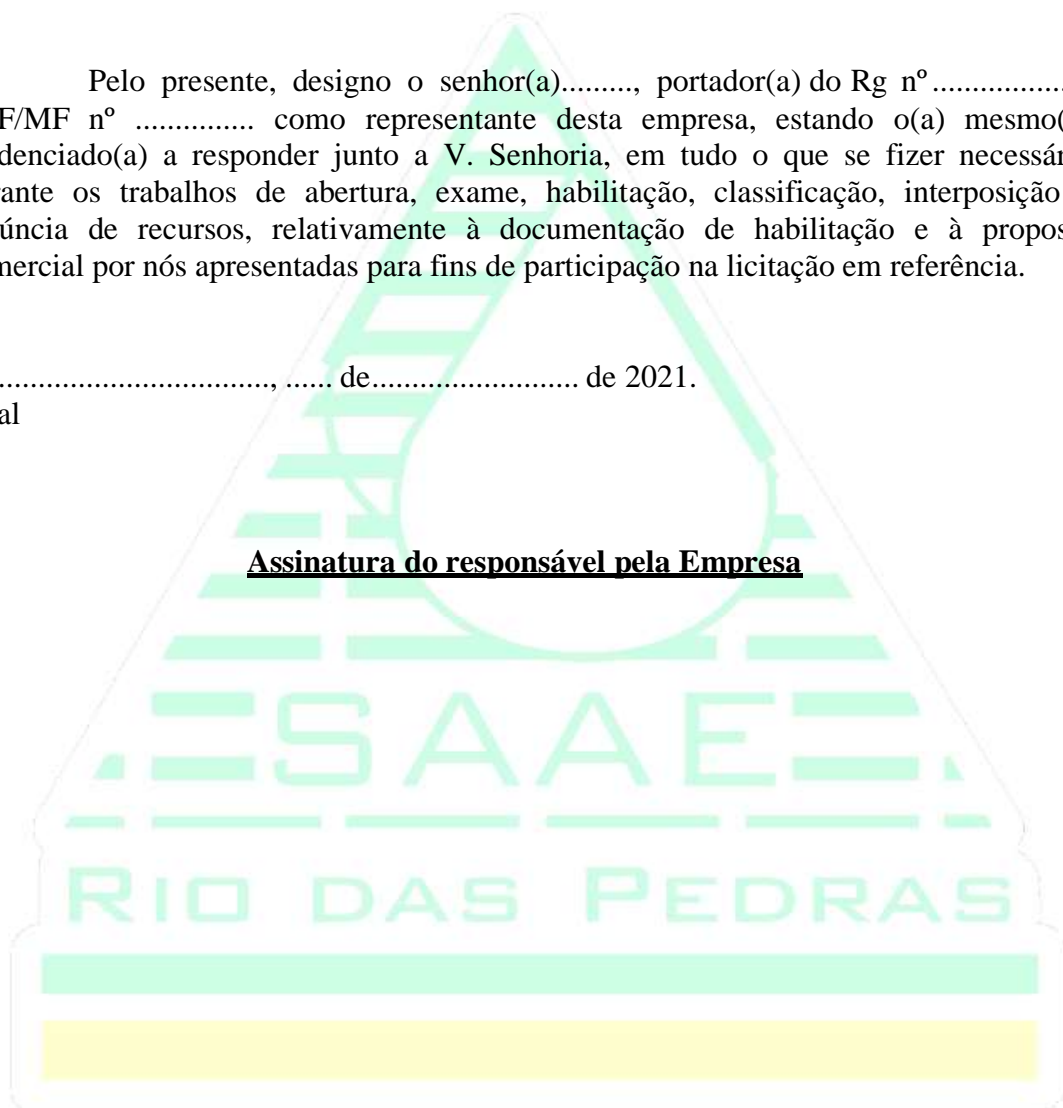 Pelo presente, designo o senhor(a)........., portador(a) do Rg nº.................
F/MF nº ............... como representante desta empresa, estando o(a) mesmo(
denciado(a) a responder junto a V. Senhoria, em tudo o que se fizer necessár
ante os trabalhos de abertura, exame, habilitação, classificação, interposição
úncia de recursos, relativamente à documentação de habilitação e à propos
mercial por nós apresentadas para fins de participação na licitação em referência.
..................................., ...... de.......................... de 2021.
al
Assinatura do responsável pela Empresa
SAAE
RIO DAS PEDRAS